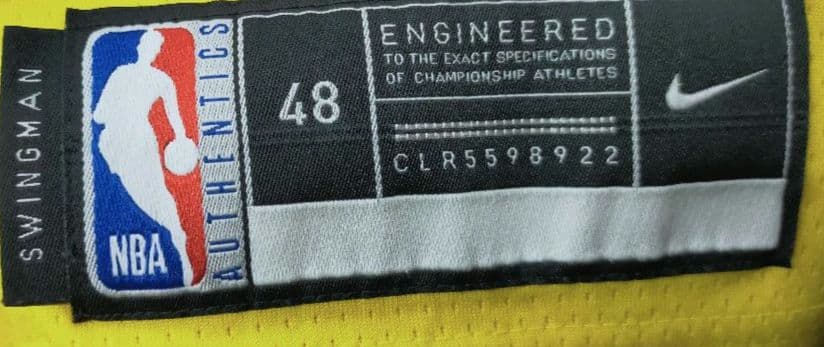 SWINGMAN
NBA
AUTHENTICS
48
ENGINEERED
TO THE EXACT SPECIFICATIONS
OF CHAMPIONSHIP ATHLETES
CLR5598922